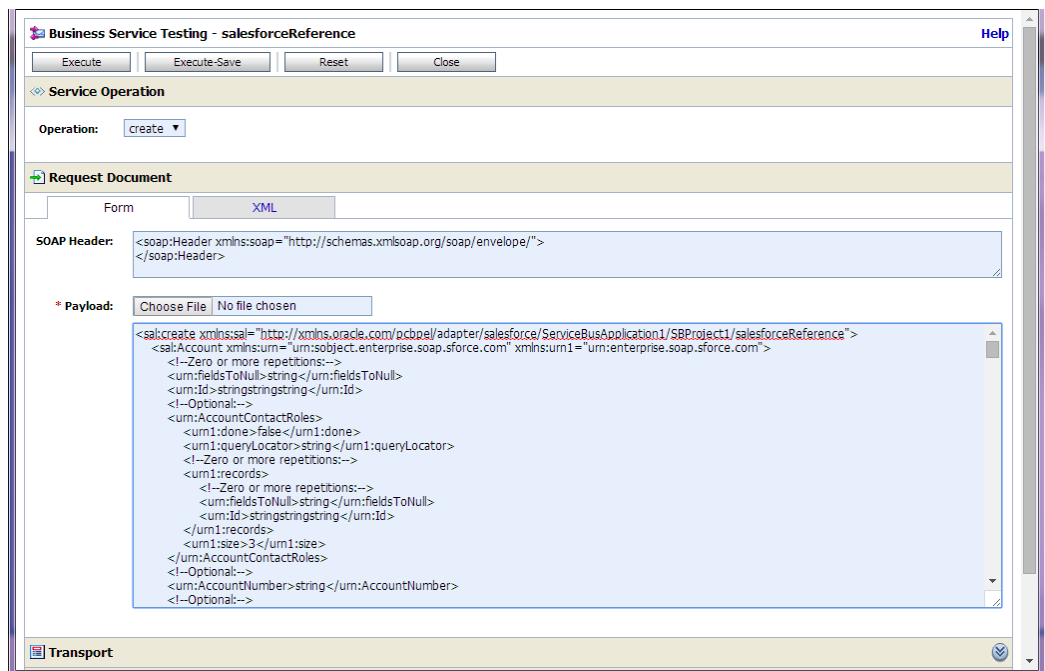 Business Service Testing - salesforceReference Help
Execute Execute-Save Reset Close
Service Operation
Operation: create
Request Document
Form XML
SOAP Header: <soap:Header xmlns:soap="http://schemas.xmlsoap.org/soap/envelope/">
</soap:Header>
* Payload: Choose File No file chosen
<sal:create xmlns:sal="http://xmlns.oracle.com/pcbpel/adapter/salesforce/ServiceBusApplication1/SBProject1/salesforceReference">
<sal:Account xmlns:urn="urn:sobject.enterprise.soap.sforce.com" xmlns:urn1="urn:enterprise.soap.sforce.com">
<!--Zero or more repetitions:-->
<urn:fieldsToNull>string</urn:fieldsToNull>
<urn:Id>stringstringstring</urn:Id>
<!--Optional:-->
<urn:AccountContactRoles>
<urn1:done>false</urn1:done>
<urn1:queryLocator>string</urn1:queryLocator>
<!--Zero or more repetitions:-->
<urn1:records>
<!--Zero or more repetitions:-->
<urn:fieldsToNull>string</urn:fieldsToNull>
<urn:Id>stringstringstring</urn:Id>
</urn1:records>
<urn1:size>3</urn1:size>
</urn:AccountContactRoles>
<!--Optional:-->
<urn:AccountNumber>string</urn:AccountNumber>
<!--Optional:-->
Transport